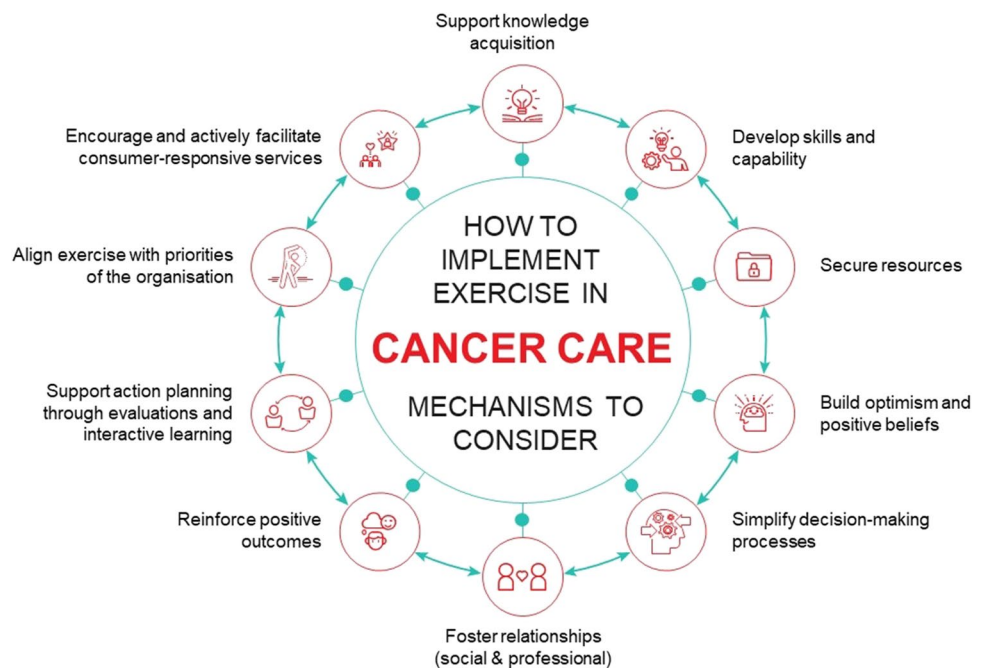 Support knowledge
acquisition
Develop skills and
capability
Secure resources
Build optimism and
positive beliefs
Simplify decision-making
processes
Foster relationships
(social & professional)
Reinforce positive
outcomes
Support action planning
through evaluations and
interactive learning
Align exercise with priorities
of the organisation
Encourage and actively facilitate
consumer-responsive services
HOW TO
IMPLEMENT
EXERCISE IN
CANCER CARE
MECHANISMS TO
CONSIDER